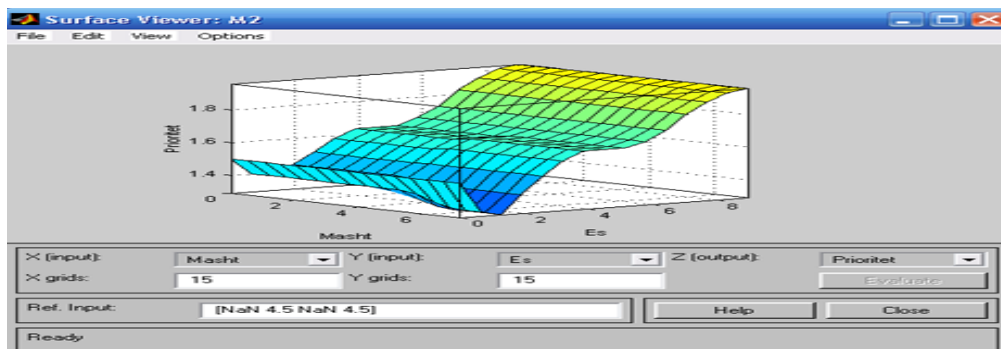 Surface Viewer: M2
File Edit View Options
1.8
1.6
1.4
Prioritet
0
2
4
6
Masht
0
2
4
6
8
Es
X (input): Masht Y (input): Es Z (output): Prioritet
X grids: 15 Y grids: 15 Evaluate
Ref. Input: [NaN 4.5 NaN 4.5] Help Close
Ready